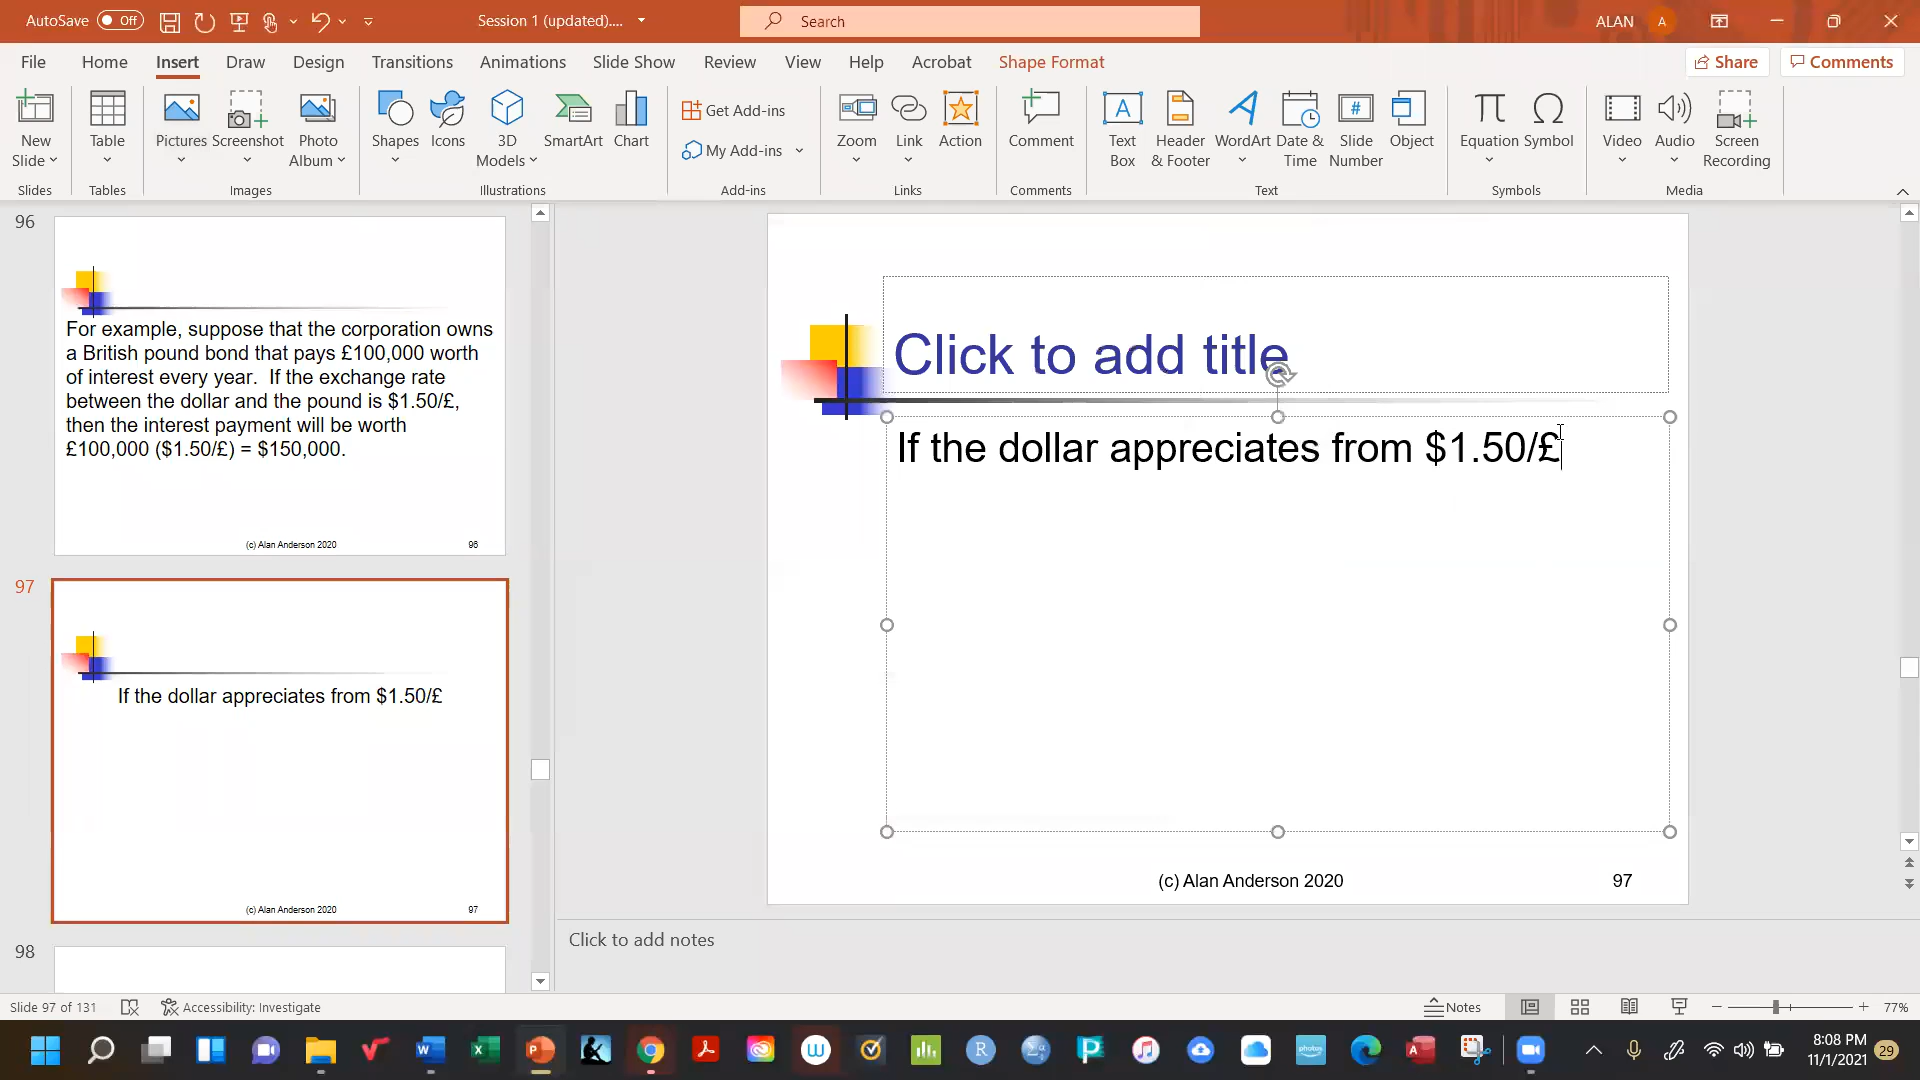 AutoSave Off
Session 1 (updated)....
Search
ALAN A
File Home Insert Draw Design Transitions Animations Slide Show Review View Help Acrobat Shape Format
Share Comments
New Slide
Table
Pictures
Screenshot
Photo Album
Shapes
Icons
3D Models
SmartArt
Chart
Get Add-ins
My Add-ins
Zoom
Link
Action
Comment
Text Box
Header & Footer
WordArt
Date & Time
Slide Number
Object
Equation
Symbol
Video
Audio
Screen Recording
Slides Tables Images Illustrations Add-ins Links Comments Text Symbols Media
96
For example, suppose that the corporation owns
a British pound bond that pays £100,000 worth
of interest every year. If the exchange rate
between the dollar and the pound is $1.50/£,
then the interest payment will be worth
£100,000 ($1.50/£) = $150,000.
(c) Alan Anderson 2020 96
97
If the dollar appreciates from $1.50/£
(c) Alan Anderson 2020 97
98
Click to add title
If the dollar appreciates from $1.50/£
(c) Alan Anderson 2020 97
Click to add notes
Slide 97 of 131
Accessibility: Investigate
Notes
77%
8:08 PM
11/1/2021
29